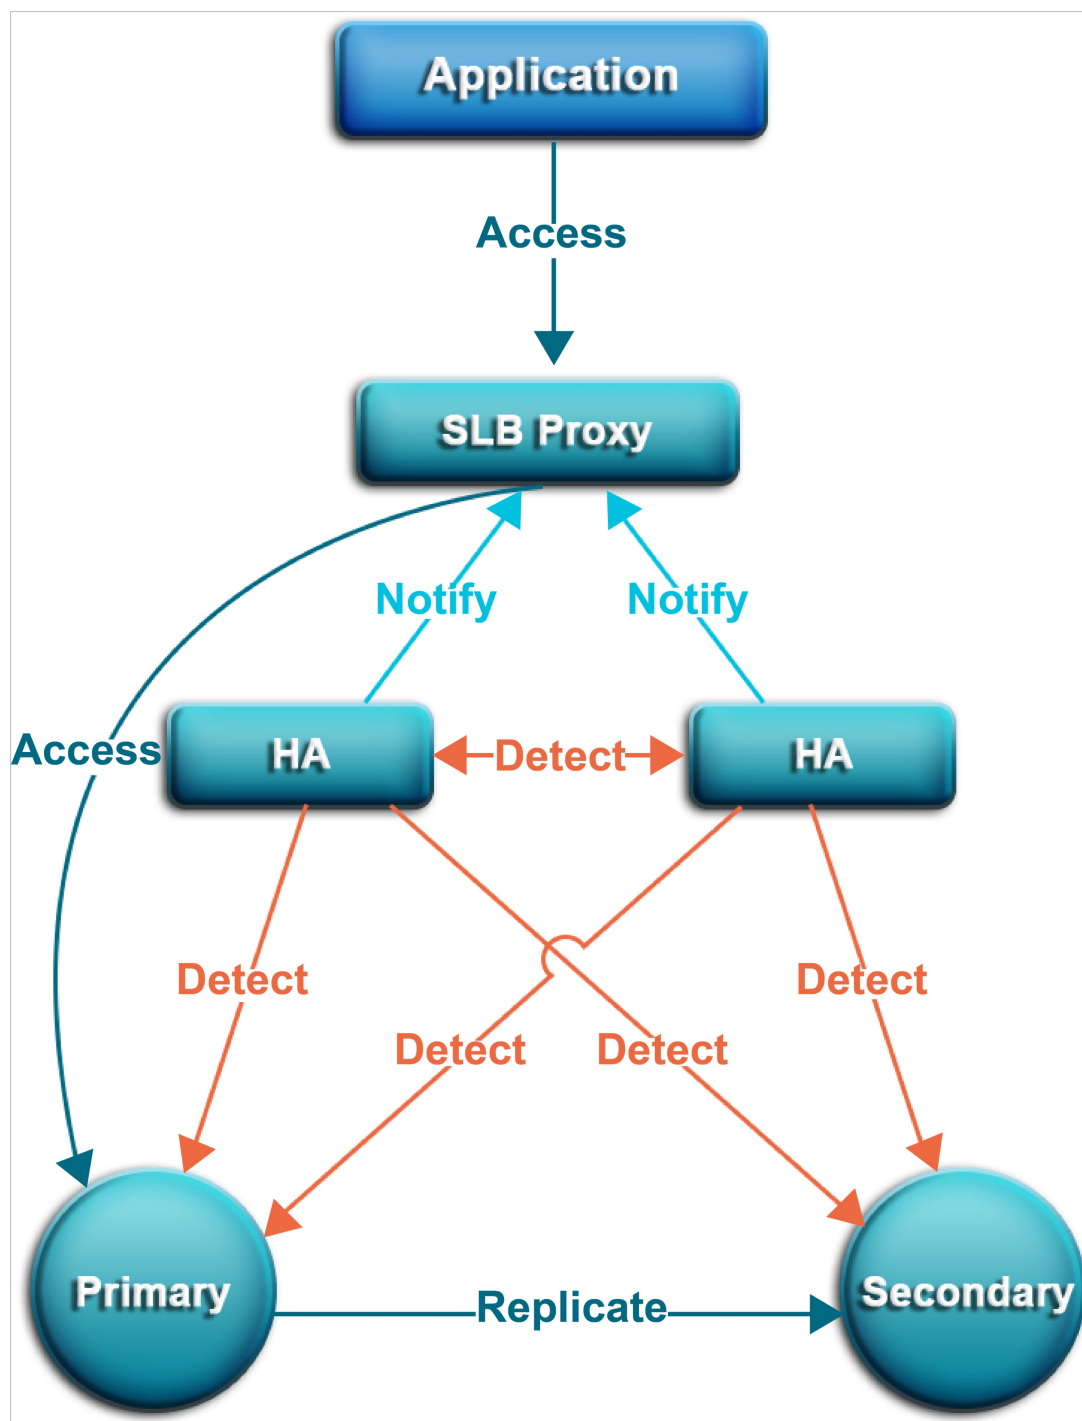 Application
Access
SLB Proxy
Notify
Notify
Access
HA
Detect
HA
Detect
Detect
Detect
Detect
Primary
Replicate
Secondary